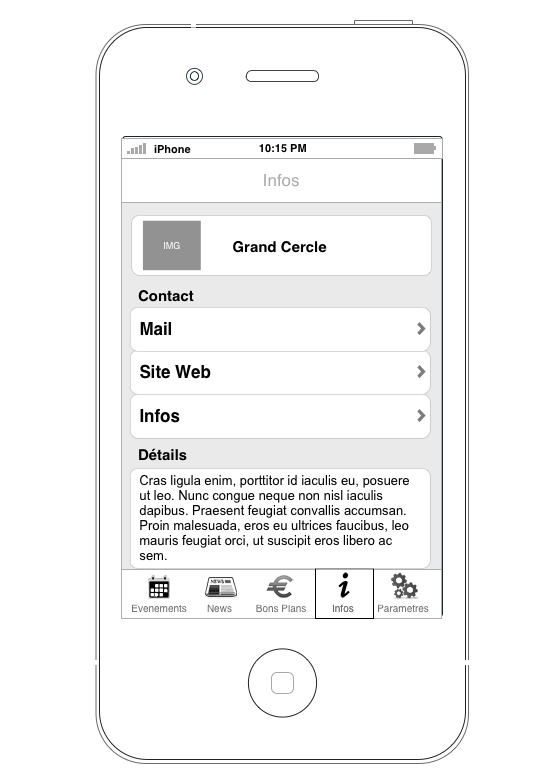 iPhone 10:15 PM
Infos
IMG
Grand Cercle
Contact
Mail
Site Web
Infos
Détails
Cras ligula enim, porttitor id iaculis eu, posuere
ut leo. Nunc congue neque non nisl iaculis
dapibus. Praesent feugiat convallis accumsan.
Proin malesuada, eros eu ultrices faucibus, leo
mauris feugiat orci, ut suscipit eros libero ac
sem.
NEWS
Evenements News Bons Plans Infos Parametres